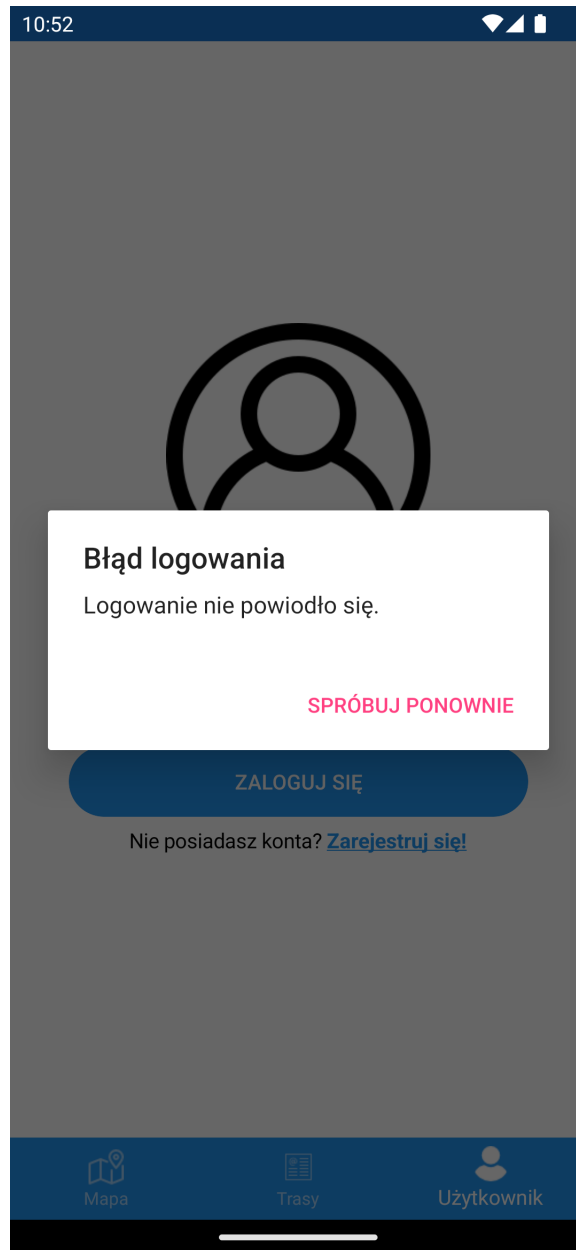 10:52
Błąd logowania
Logowanie nie powiodło się.
SPRÓBUJ PONOWNIE
ZALOGUJ SIĘ
Nie posiadasz konta? Zarejestruj się!
Mapa Trasy Użytkownik